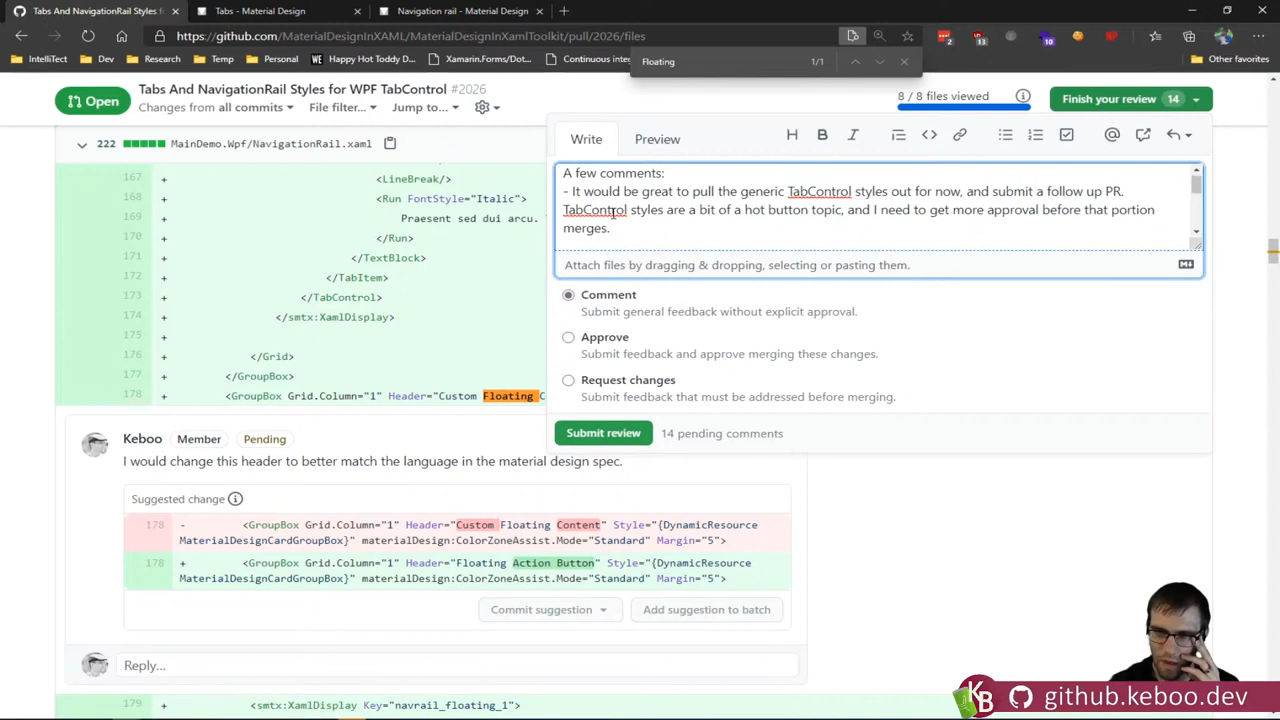 Tabs And NavigationRail Styles f
Tabs - Material Design
Navigation rail - Material Design
https://github.com/MaterialDesignInXAML/MaterialDesignInXamlToolkit/pull/2026/files
2
13
10
IntelliTect
Dev
Research
Temp
Personal
WE Happy Hot Toddy D...
Xamarin.Forms/Dot...
Continuous inte
Other favorites
Floating
1/1
Open
Tabs And NavigationRail Styles for WPF TabControl #2026
Changes from all commits
File filter...
Jump to...
8 / 8 files viewed
Finish your review 14
222 MainDemo.Wpf/NavigationRail.xaml
167 + <LineBreak/>
168 + <Run FontStyle="Italic">
169 + Praesent sed dui arcu.
170 + </Run>
171 + </TextBlock>
172 + </TabItem>
173 + </TabControl>
174 + </smtx:XamlDisplay>
175 +
176 + </Grid>
177 + </GroupBox>
178 + <GroupBox Grid.Column="1" Header="Custom Floating C
Write
Preview
A few comments:
- It would be great to pull the generic TabControl styles out for now, and submit a follow up PR.
TabControl styles are a bit of a hot button topic, and I need to get more approval before that portion
merges.
Attach files by dragging & dropping, selecting or pasting them.
Comment
Submit general feedback without explicit approval.
Approve
Submit feedback and approve merging these changes.
Request changes
Submit feedback that must be addressed before merging.
Submit review
14 pending comments
Keboo
Member
Pending
I would change this header to better match the language in the material design spec.
Suggested change
178 - <GroupBox Grid.Column="1" Header="Custom Floating Content" Style="{DynamicResource
MaterialDesignCardGroupBox}" materialDesign:ColorZoneAssist.Mode="Standard" Margin="5">
178 + <GroupBox Grid.Column="1" Header="Floating Action Button" Style="{DynamicResource
MaterialDesignCardGroupBox}" materialDesign:ColorZoneAssist.Mode="Standard" Margin="5">
Commit suggestion
Add suggestion to batch
Reply...
179 + <smtx:XamlDisplay Key="navrail_floating_1">
KB
github.keboo.dev